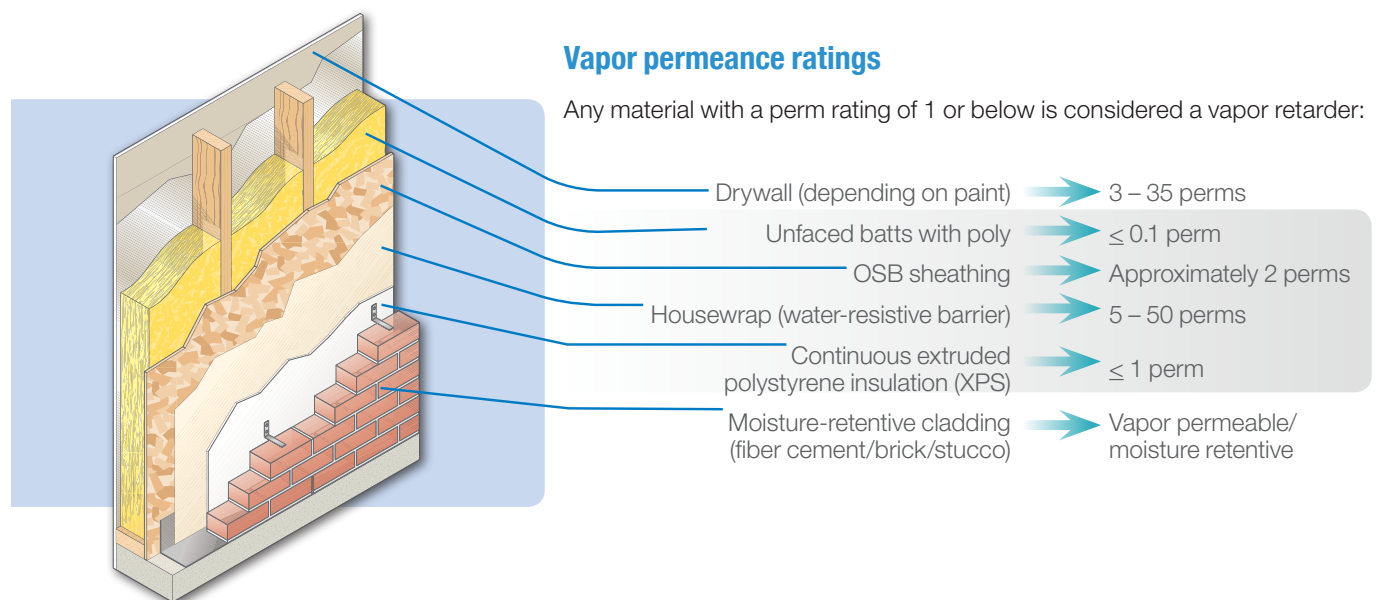 Vapor permeance ratings
Any material with a perm rating of 1 or below is considered a vapor retarder:
Drywall (depending on paint) 3 – 35 perms
Unfaced batts with poly ≤ 0.1 perm
OSB sheathing Approximately 2 perms
Housewrap (water-resistive barrier) 5 – 50 perms
Continuous extruded
polystyrene insulation (XPS) ≤ 1 perm
Moisture-retentive cladding Vapor permeable/
(fiber cement/brick/stucco) moisture retentive